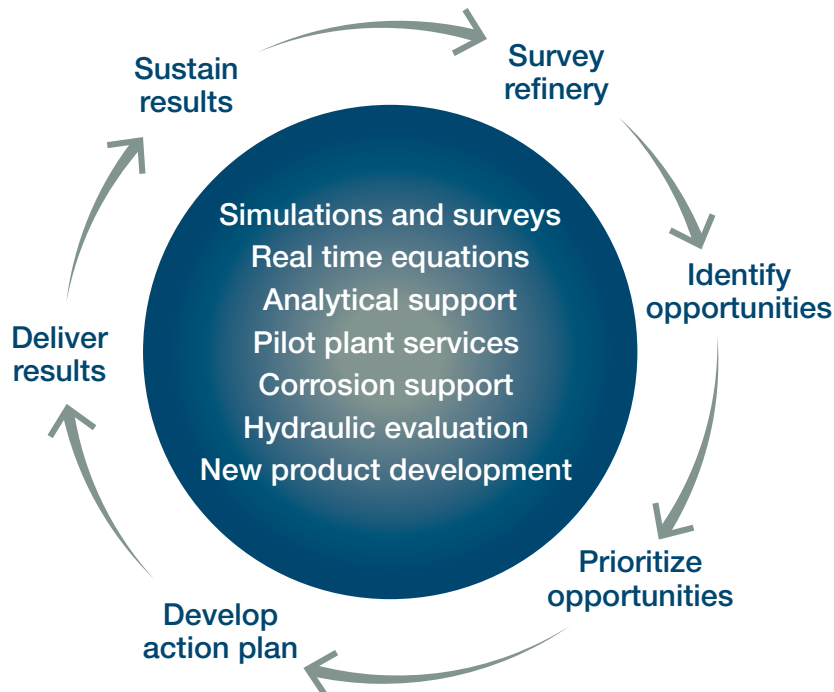 Sustain
results
Survey
refinery
Identify
opportunities
Prioritize
opportunities
Develop
action plan
Deliver
results
Simulations and surveys
Real time equations
Analytical support
Pilot plant services
Corrosion support
Hydraulic evaluation
New product development